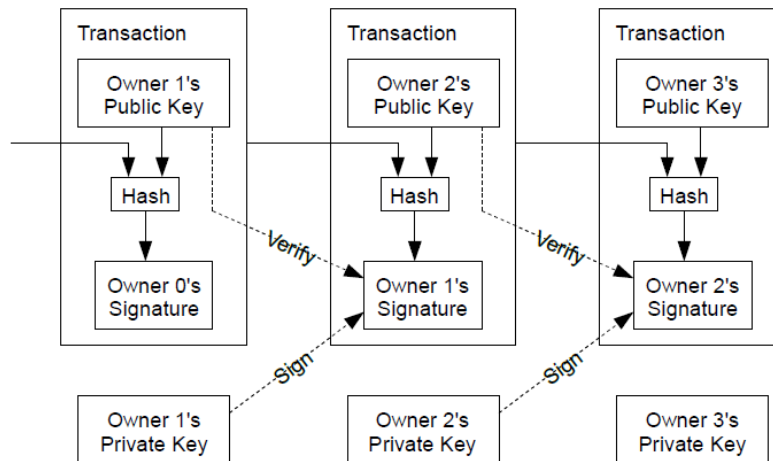 Transaction
Transaction
Transaction
Owner 1's
Public Key
Owner 2's
Public Key
Owner 3's
Public Key
Hash
Hash
Hash
Verify
Verify
Owner 0's
Signature
Owner 1's
Signature
Owner 2's
Signature
Sign
Sign
Owner 1's
Private Key
Owner 2's
Private Key
Owner 3's
Private Key